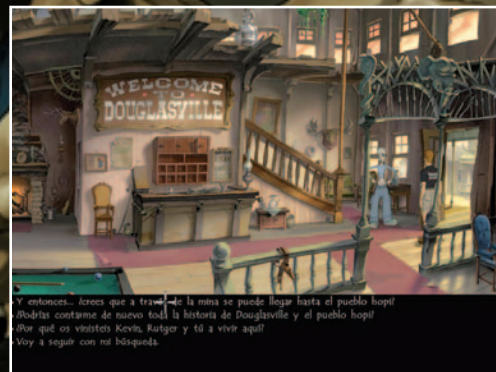 WELCOME
TO
DOUGLASVILLE
Y entonces... ¿crees que a través de la mina se puede llegar hasta el pueblo hopi?
¿Podrías contarme de nuevo toda la historia de Douglasville y el pueblo hopi?
¿Por qué os vinisteis Kevin, Rutger y tú a vivir aquí?
Voy a seguir con mi búsqueda.